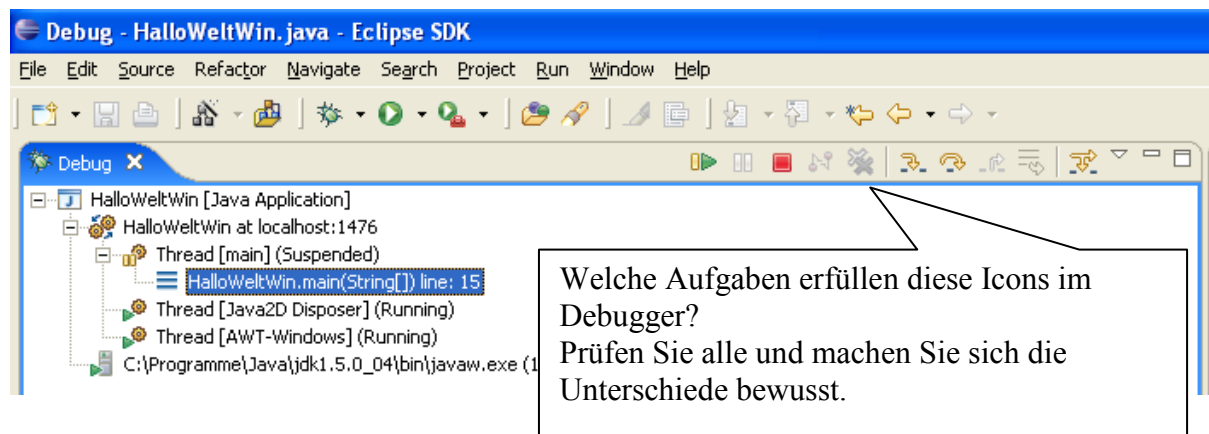 Debug - HalloWeltWin.java - Eclipse SDK
File Edit Source Refactor Navigate Search Project Run Window Help
Debug
HalloWeltWin [Java Application]
HalloWeltWin at localhost:1476
Thread [main] (Suspended)
HalloWeltWin.main(String[]) line: 15
Thread [Java2D Disposer] (Running)
Thread [AWT-Windows] (Running)
C:\Programme\Java\jdk1.5.0_04\bin\javaw.exe (1
Welche Aufgaben erfüllen diese Icons im
Debugger?
Prüfen Sie alle und machen Sie sich die
Unterschiede bewusst.